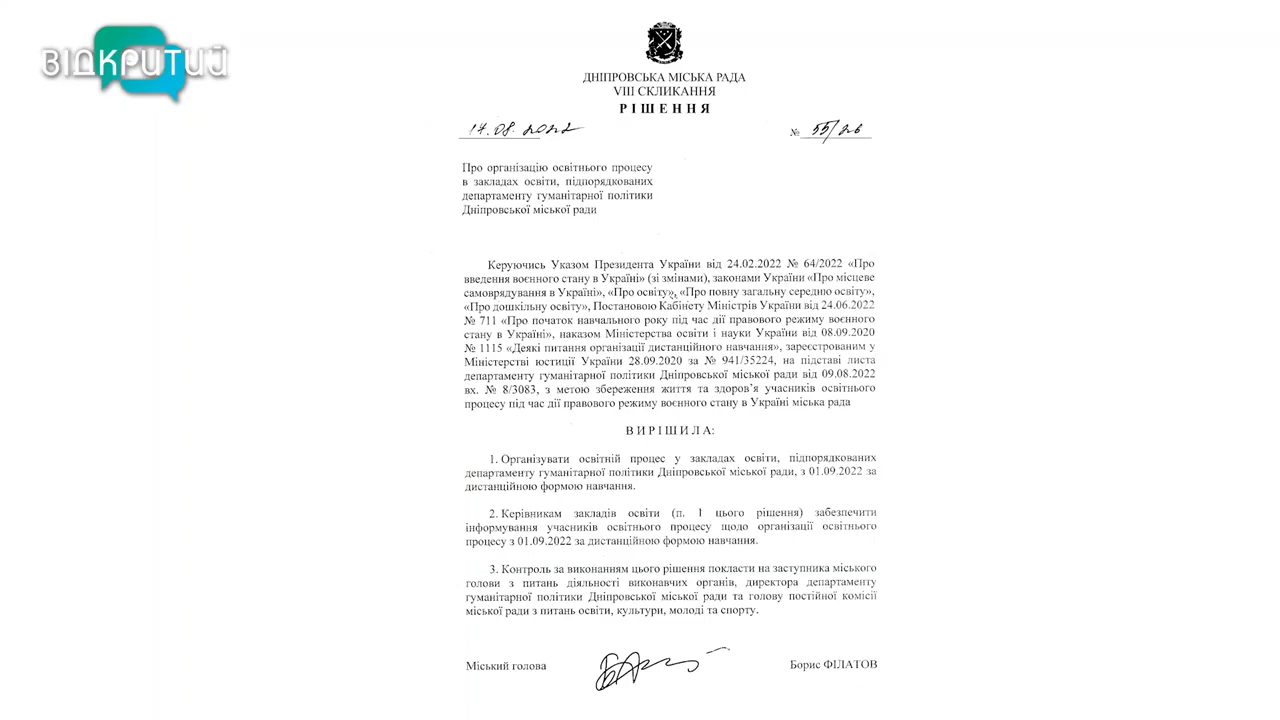 ВІДКРИТИЙ
ДНІПРОВСЬКА МІСЬКА РАДА
VIII СКЛИКАННЯ
РІШЕННЯ
17.08.2022 № 55/26
Про організацію освітнього процесу
в закладах освіти, підпорядкованих
департаменту гуманітарної політики
Дніпровської міської ради
Керуючись Указом Президента України від 24.02.2022 № 64/2022 «Про
введення воєнного стану в Україні» (зі змінами), законами України «Про місцеве
самоврядування в Україні», «Про освіту», «Про повну загальну середню освіту»,
«Про дошкільну освіту», Постановою Кабінету Міністрів України від 24.06.2022
№ 711 «Про початок навчального року під час дії правового режиму воєнного
стану в Україні», наказом Міністерства освіти і науки України від 08.09.2020
№ 1115 «Деякі питання організації дистанційного навчання», зареєстрованим у
Міністерстві юстиції України 28.09.2020 за № 941/35224, на підставі листа
департаменту гуманітарної політики Дніпровської міської ради від 09.08.2022
вх. № 8/3083, з метою збереження життя та здоров’я учасників освітнього
процесу під час дії правового режиму воєнного стану в Україні міська рада
ВИРІШИЛА:
1. Організувати освітній процес у закладах освіти, підпорядкованих
департаменту гуманітарної політики Дніпровської міської ради, з 01.09.2022 за
дистанційною формою навчання.
2. Керівникам закладів освіти (п. 1 цього рішення) забезпечити
інформування учасників освітнього процесу щодо організації освітнього
процесу з 01.09.2022 за дистанційною формою навчання.
3. Контроль за виконанням цього рішення покласти на заступника міського
голови з питань діяльності виконавчих органів, директора департаменту
гуманітарної політики Дніпровської міської ради та голову постійної комісії
міської ради з питань освіти, культури, молоді та спорту.
Міський голова Борис ФІЛАТОВ